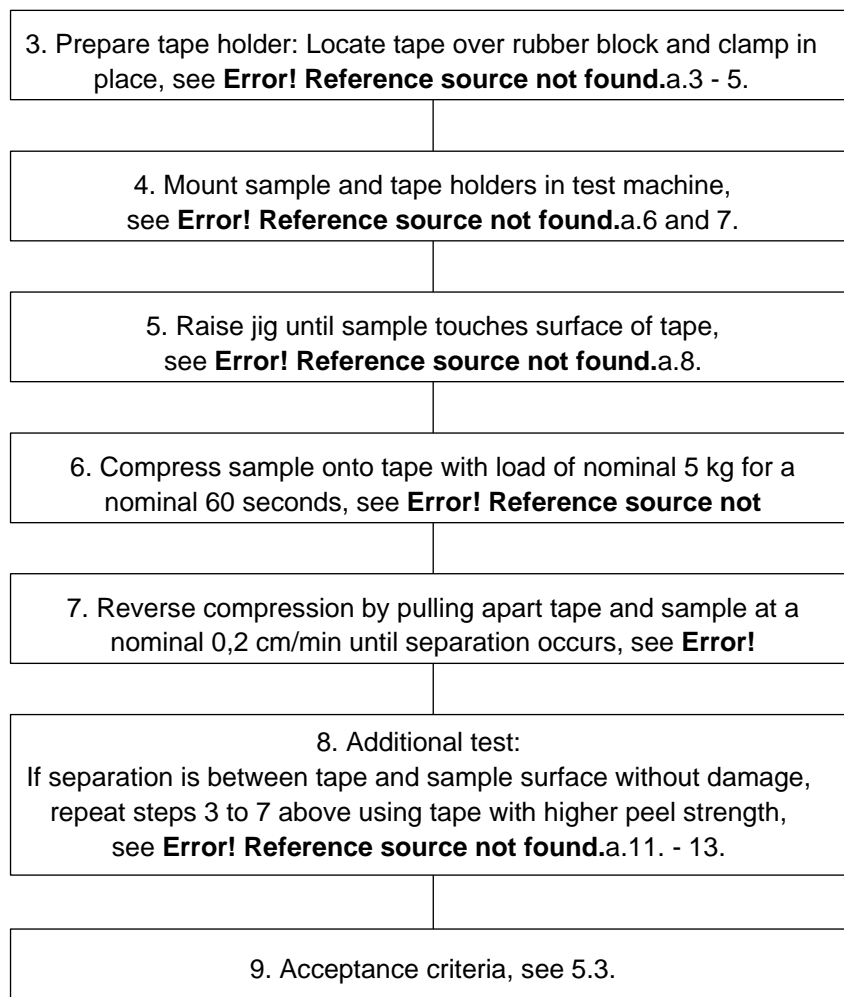 3. Prepare tape holder: Locate tape over rubber block and clamp in
place, see Error! Reference source not found.a.3 - 5.
4. Mount sample and tape holders in test machine,
see Error! Reference source not found.a.6 and 7.
5. Raise jig until sample touches surface of tape,
see Error! Reference source not found.a.8.
6. Compress sample onto tape with load of nominal 5 kg for a
nominal 60 seconds, see Error! Reference source not
7. Reverse compression by pulling apart tape and sample at a
nominal 0,2 cm/min until separation occurs, see Error!
8. Additional test:
If separation is between tape and sample surface without damage,
repeat steps 3 to 7 above using tape with higher peel strength,
see Error! Reference source not found.a.11. - 13.
9. Acceptance criteria, see 5.3.